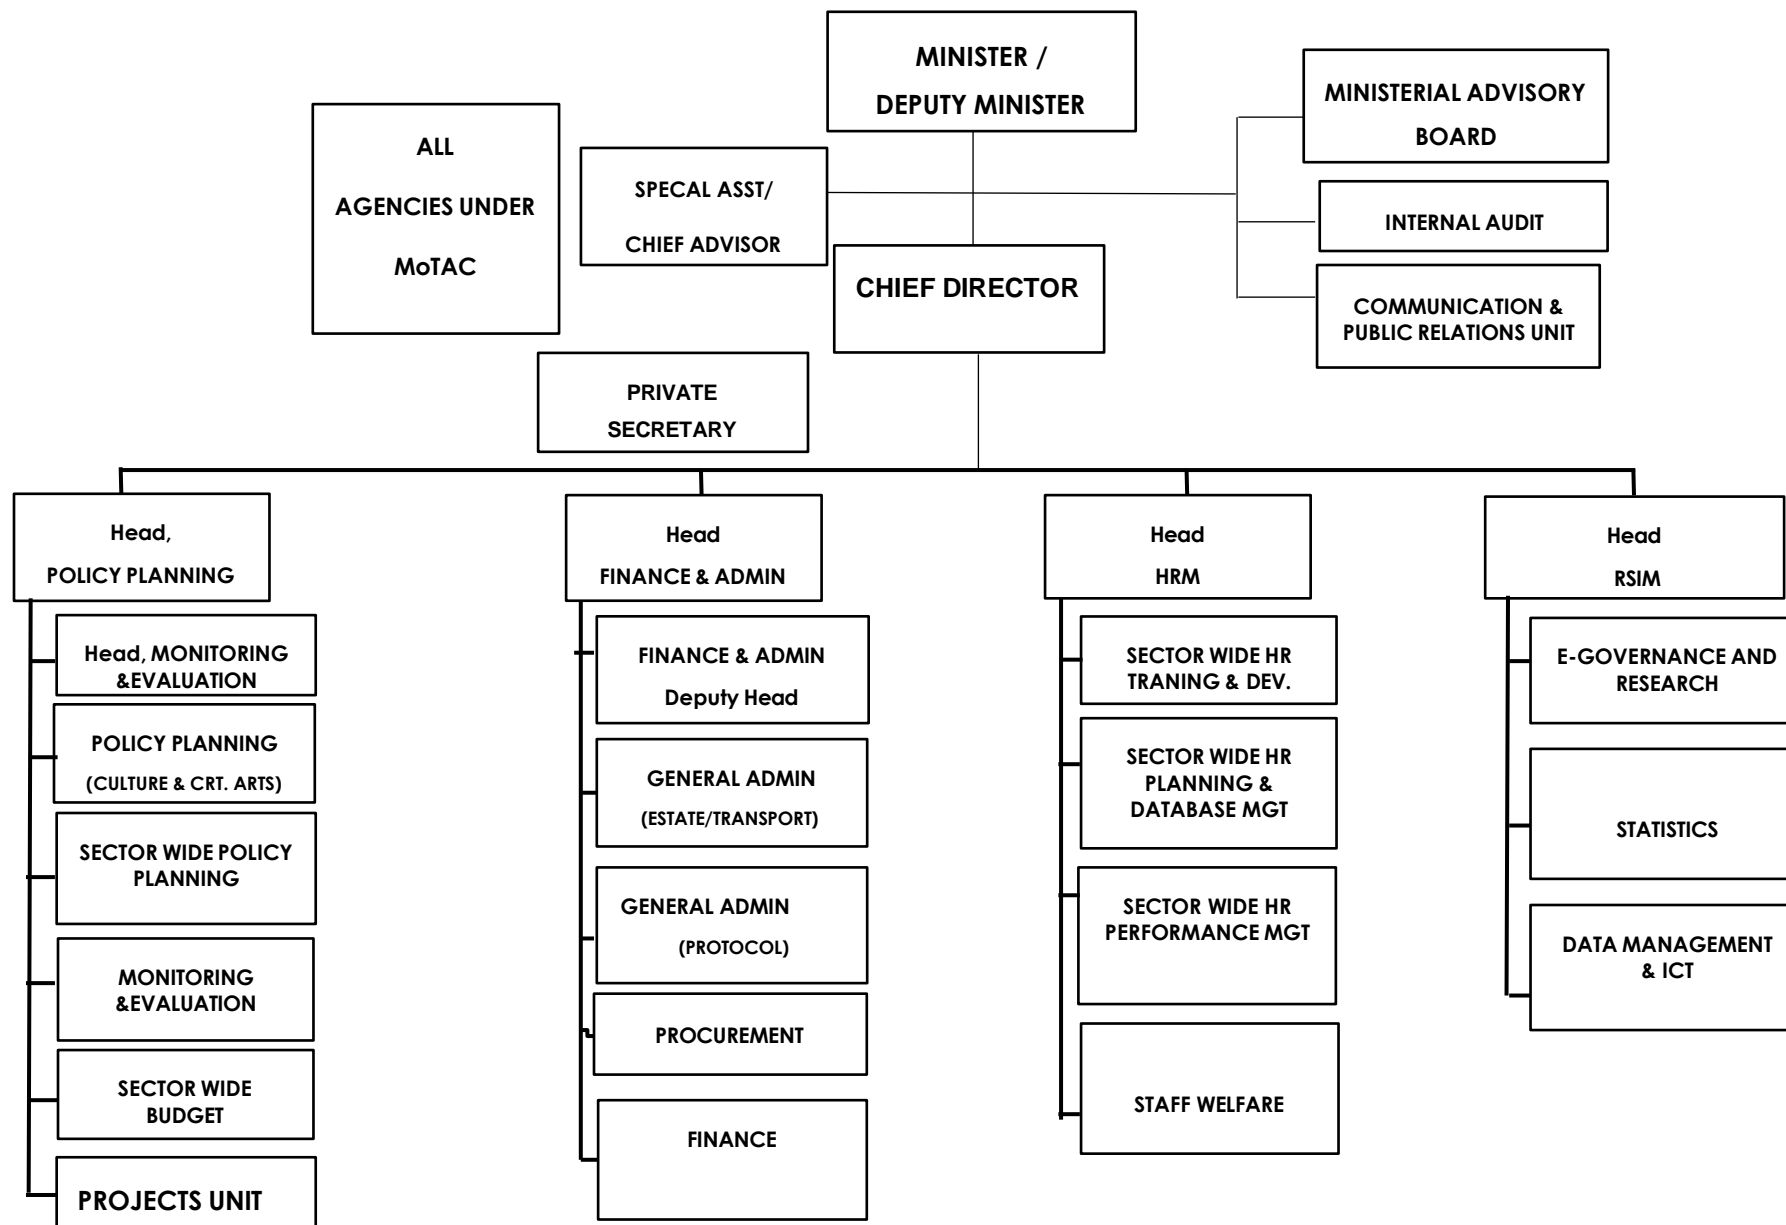 MINISTER /
DEPUTY MINISTER
MINISTERIAL ADVISORY
BOARD
ALL
AGENCIES UNDER
MoTAC
SPECAL ASST/
CHIEF ADVISOR
INTERNAL AUDIT
CHIEF DIRECTOR
COMMUNICATION &
PUBLIC RELATIONS UNIT
PRIVATE
SECRETARY
Head,
POLICY PLANNING
Head, MONITORING
&EVALUATION
POLICY PLANNING
(CULTURE & CRT. ARTS)
SECTOR WIDE POLICY
PLANNING
MONITORING
&EVALUATION
SECTOR WIDE
BUDGET
PROJECTS UNIT
Head
FINANCE & ADMIN
FINANCE & ADMIN
Deputy Head
GENERAL ADMIN
(ESTATE/TRANSPORT)
GENERAL ADMIN
(PROTOCOL)
PROCUREMENT
FINANCE
Head
HRM
SECTOR WIDE HR
TRANING & DEV.
SECTOR WIDE HR
PLANNING &
DATABASE MGT
SECTOR WIDE HR
PERFORMANCE MGT
STAFF WELFARE
Head
RSIM
E-GOVERNANCE AND
RESEARCH
STATISTICS
DATA MANAGEMENT
& ICT